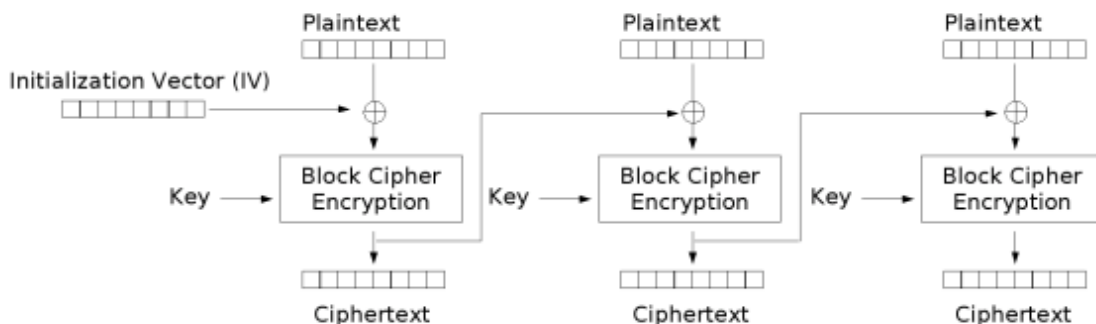 Plaintext
Plaintext
Plaintext
Initialization Vector (IV)
Key
Block Cipher
Encryption
Key
Block Cipher
Encryption
Key
Block Cipher
Encryption
Ciphertext
Ciphertext
Ciphertext